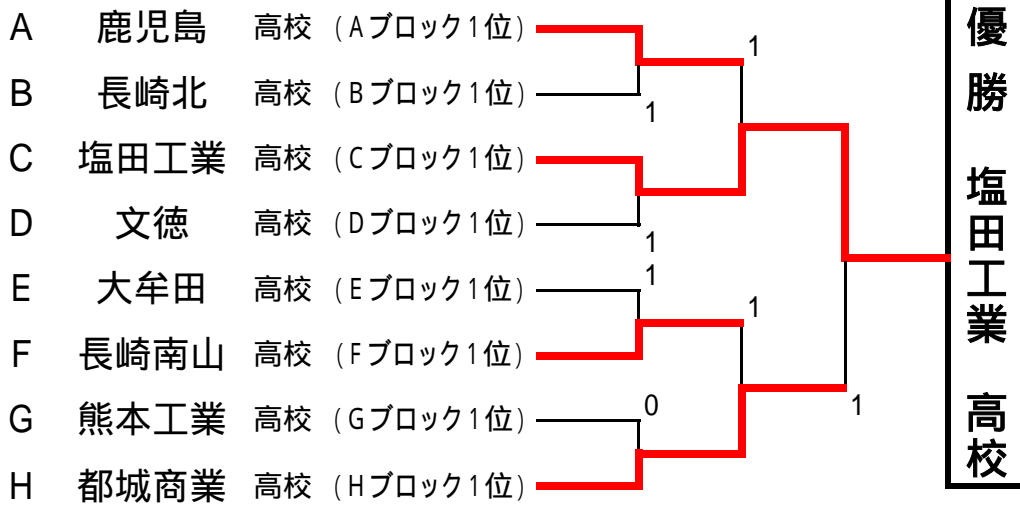 A 鹿児島 高校 (Aブロック1位)
1
B 長崎北 高校 (Bブロック1位)
1
C 塩田工業 高校 (Cブロック1位)
D 文徳 高校 (Dブロック1位)
1
E 大牟田 高校 (Eブロック1位)
1
1
F 長崎南山 高校 (Fブロック1位)
G 熊本工業 高校 (Gブロック1位)
0
1
H 都城商業 高校 (Hブロック1位)
優勝 塩田工業 高校